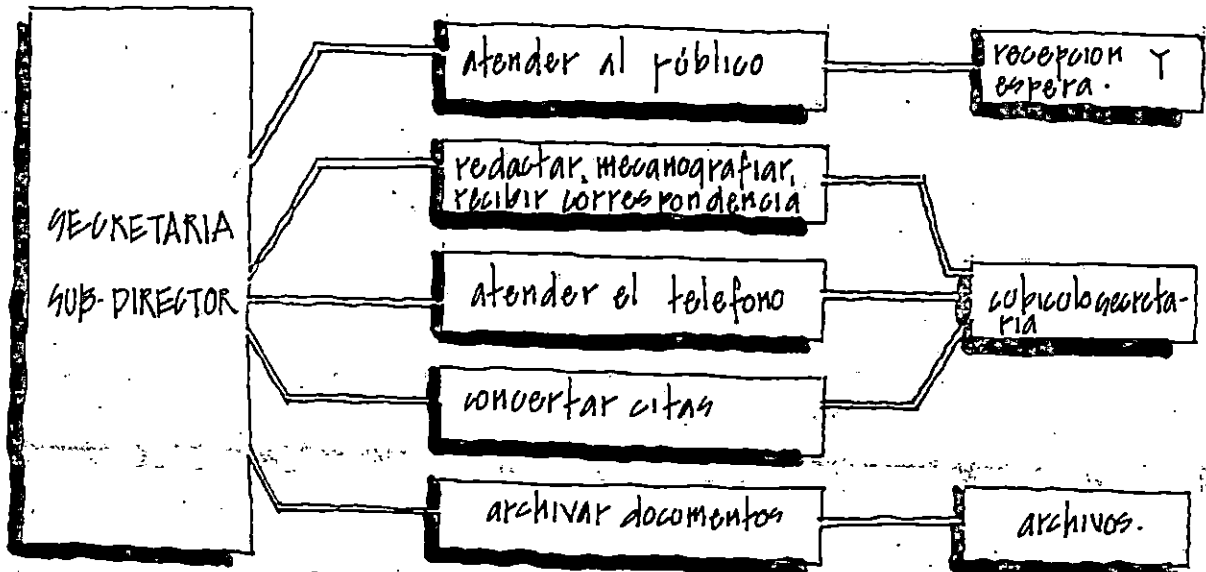 SECRETARIA
SUB-DIRECTOR
atender al público
recepcion y
espera.
redactar, mecanografiar,
recibir correspondencia
atender el telefono
cubiculo secreta-
ria
concertar citas
archivar documentos
archivos.